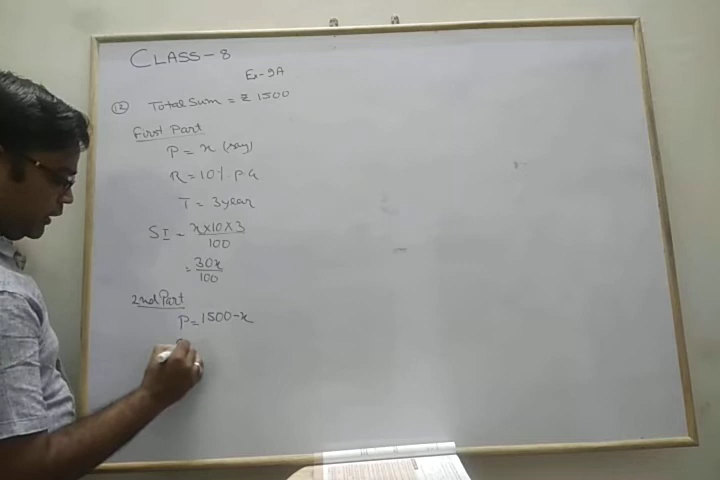 CLASS-8
Ex-9A
(12) Total Sum = ₹ 1500
First Part
P = x (say)
R = 10% p a
T = 3 year
SI = x×10×3/100
= 30x/100
2nd Part
P = 1500-x